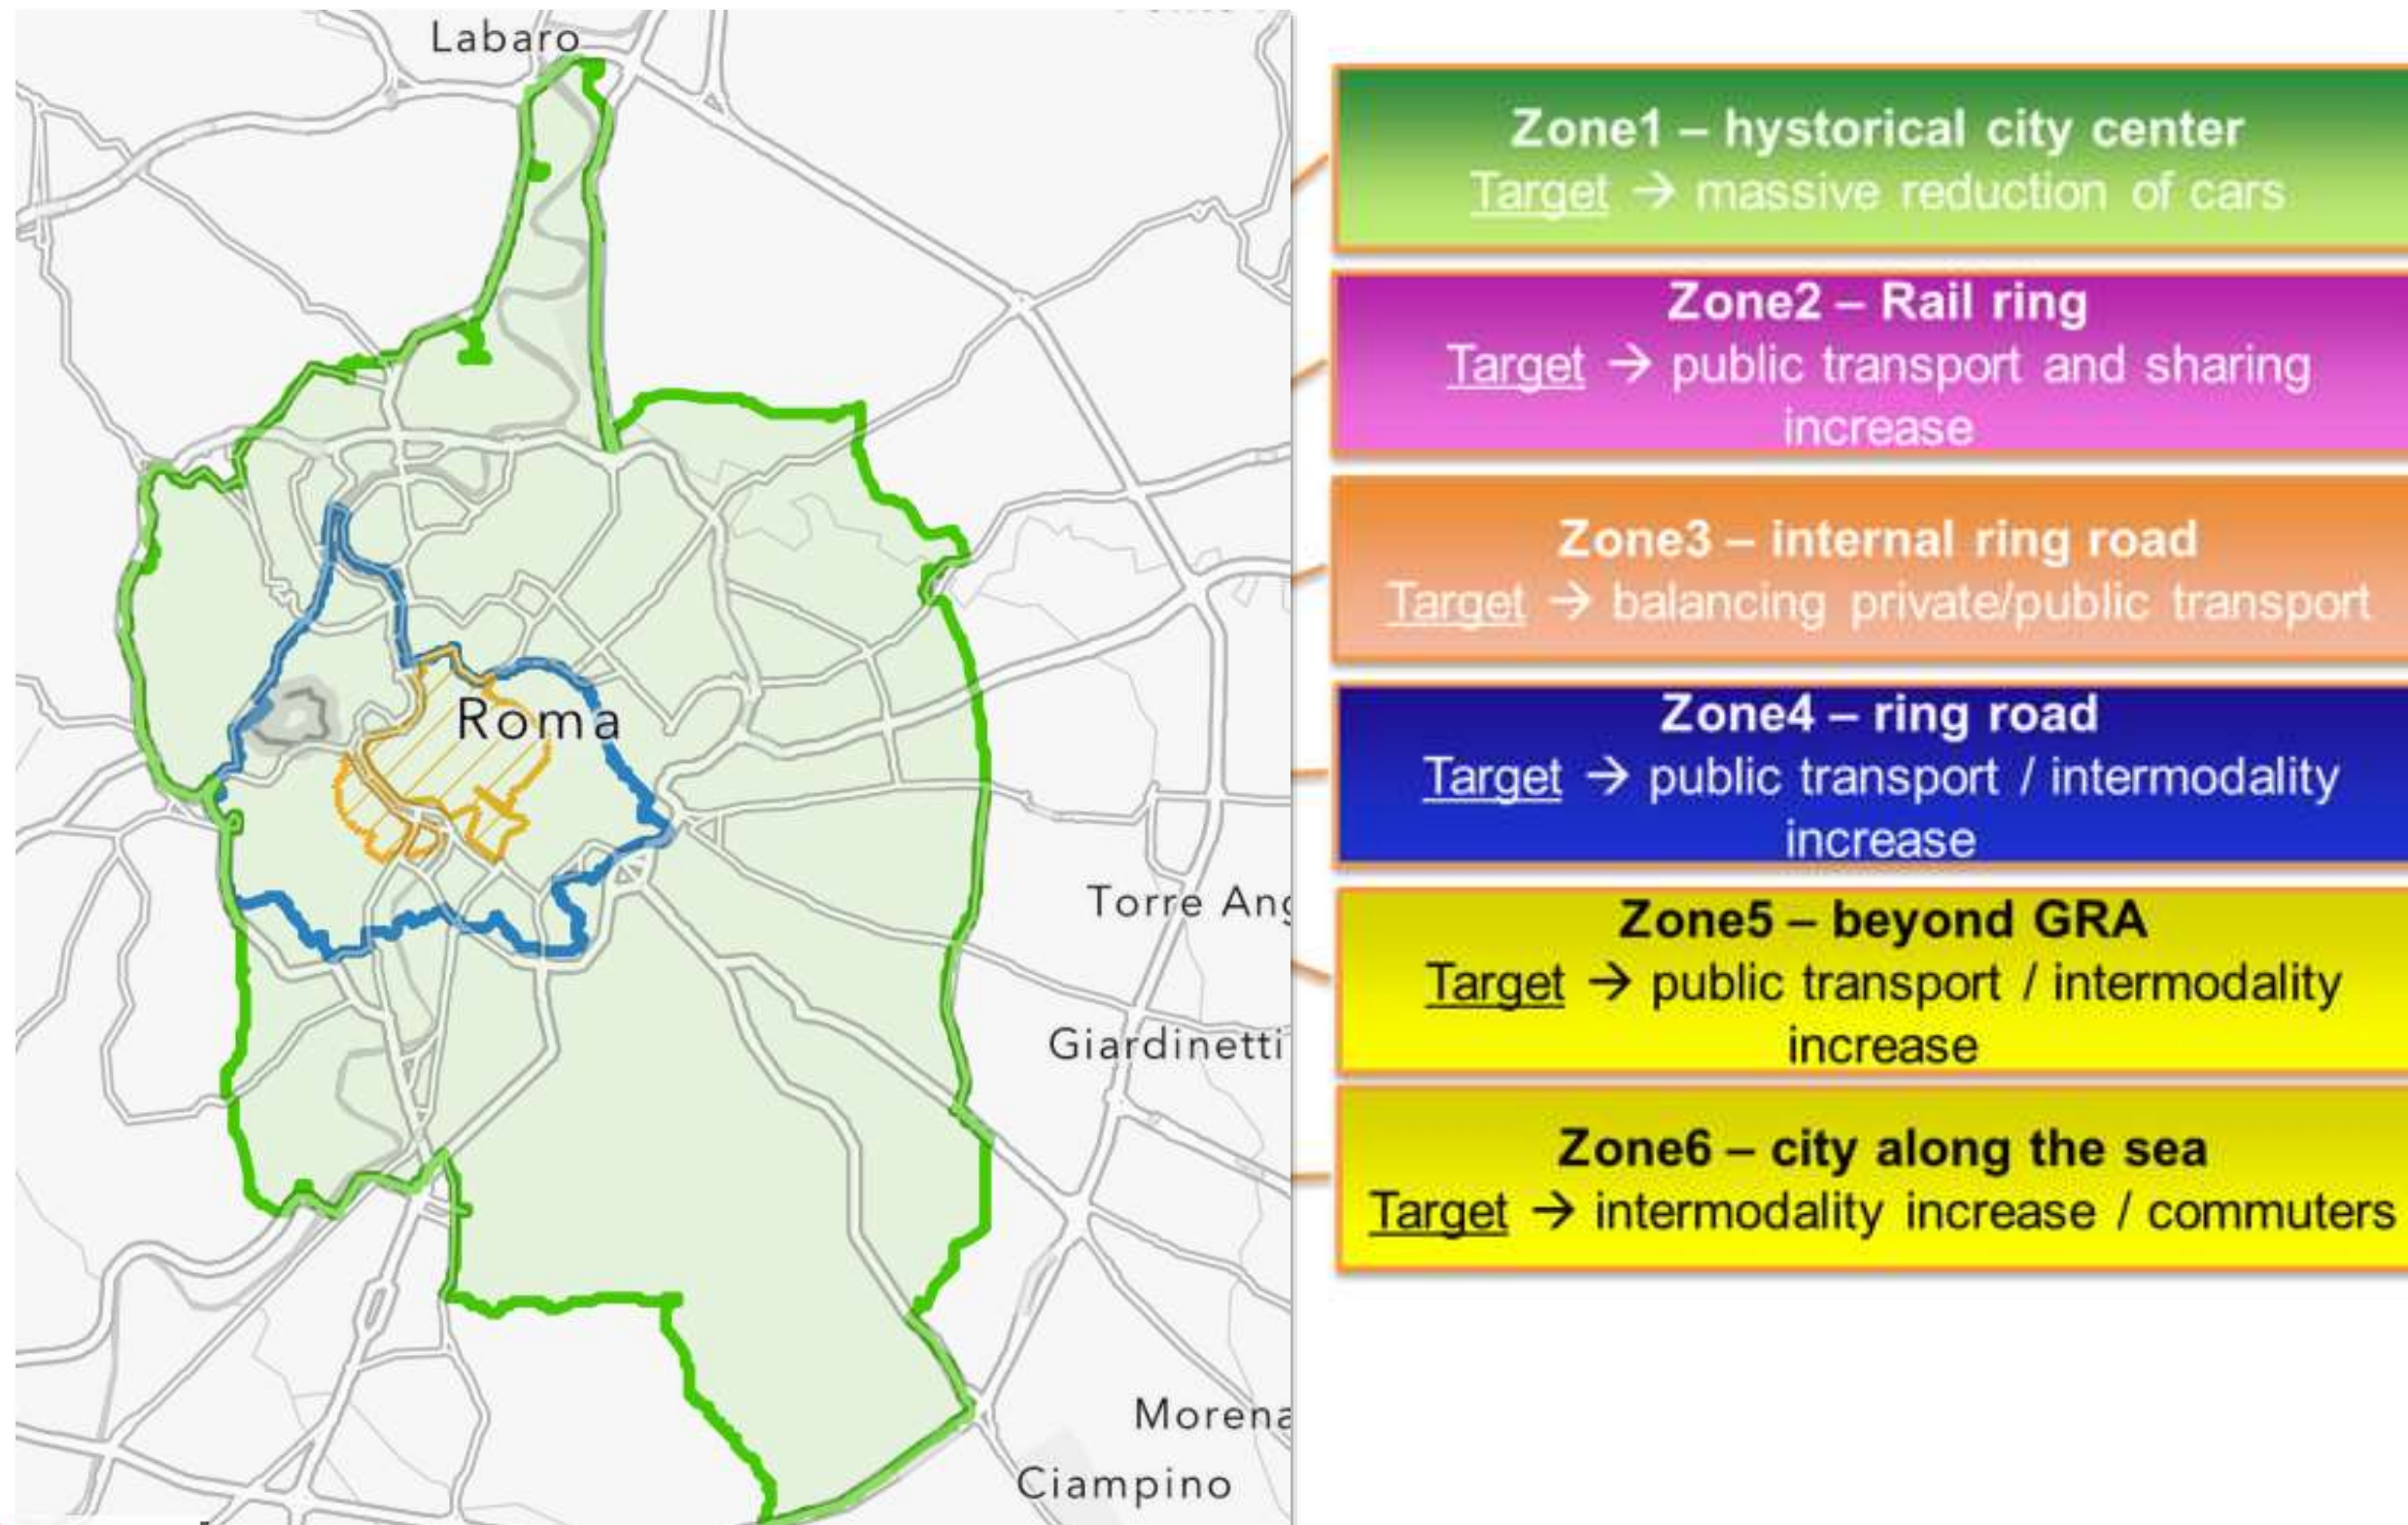 Labaro
Roma
Torre Ang
Giardinetti
Morena
Ciampino
Zone1 – hystorical city center
Target → massive reduction of cars
Zone2 – Rail ring
Target → public transport and sharing
increase
Zone3 – internal ring road
Target → balancing private/public transport
Zone4 – ring road
Target → public transport / intermodality
increase
Zone5 – beyond GRA
Target → public transport / intermodality
increase
Zone6 – city along the sea
Target → intermodality increase / commuters